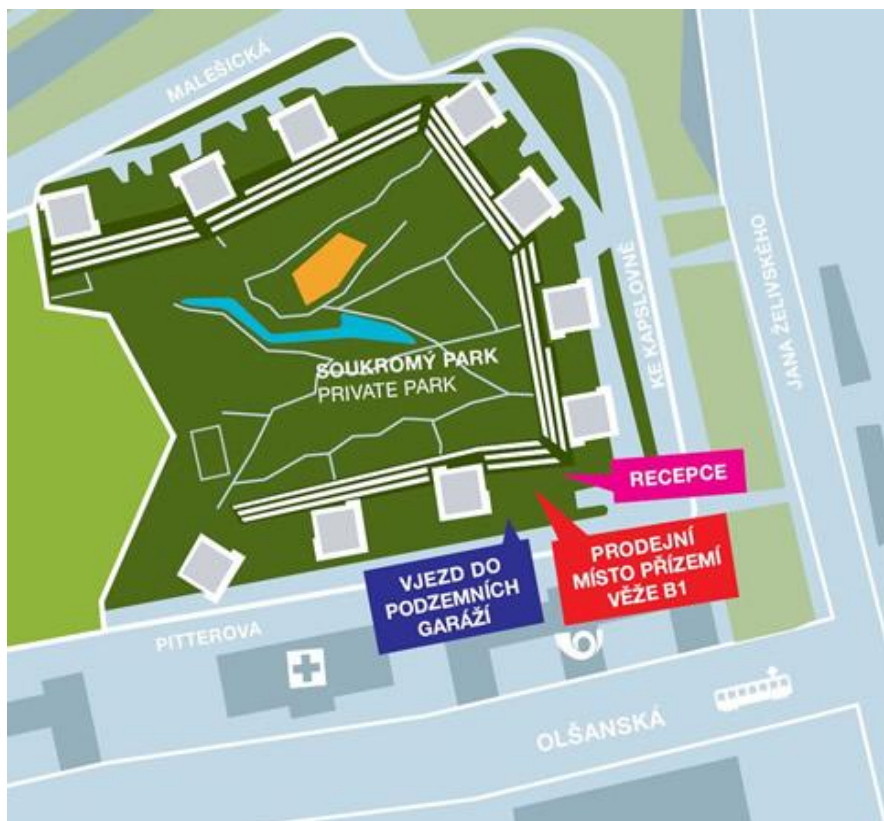 MALEŠICKÁ
KE KAPSLOVNĚ
JANA ŽELIVSKÉHO
SOUKROMÝ PARK
PRIVATE PARK
RECEPCE
PRODEJNÍ
MÍSTO PŘÍZEMÍ
VĚŽE B1
VJEZD DO
PODZEMNÍCH
GARÁŽÍ
PITTEROVA
OLŠANSKÁ